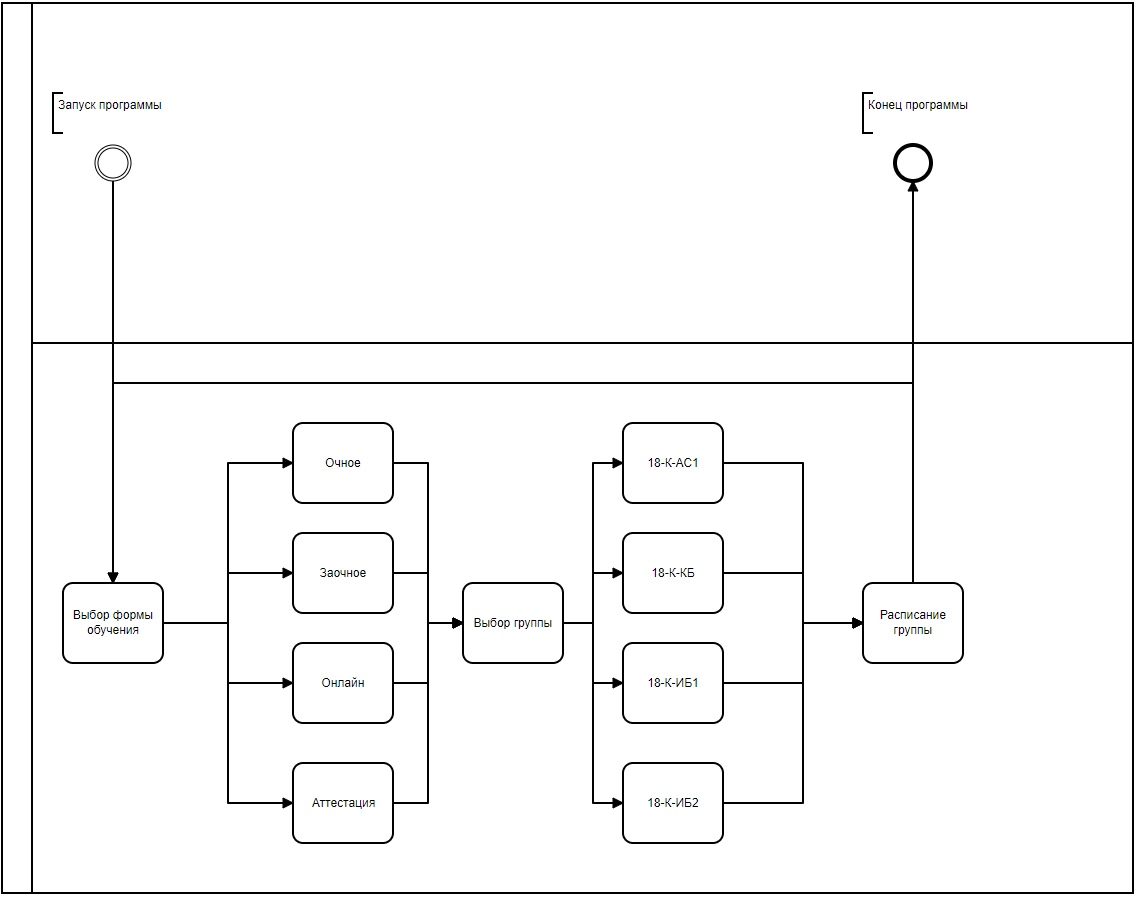 Запуск программы
Конец программы
Выбор формы
обучения
Очное
Заочное
Онлайн
Аттестация
Выбор группы
18-К-АС1
18-К-КБ
18-К-ИБ1
18-К-ИБ2
Расписание
группы